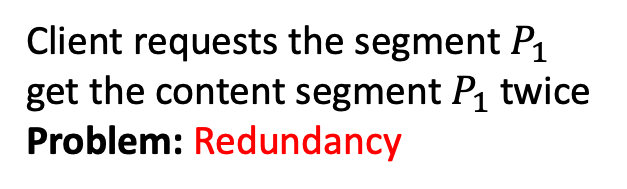 Client requests the segment P₁
get the content segment P₁ twice
Problem: Redundancy